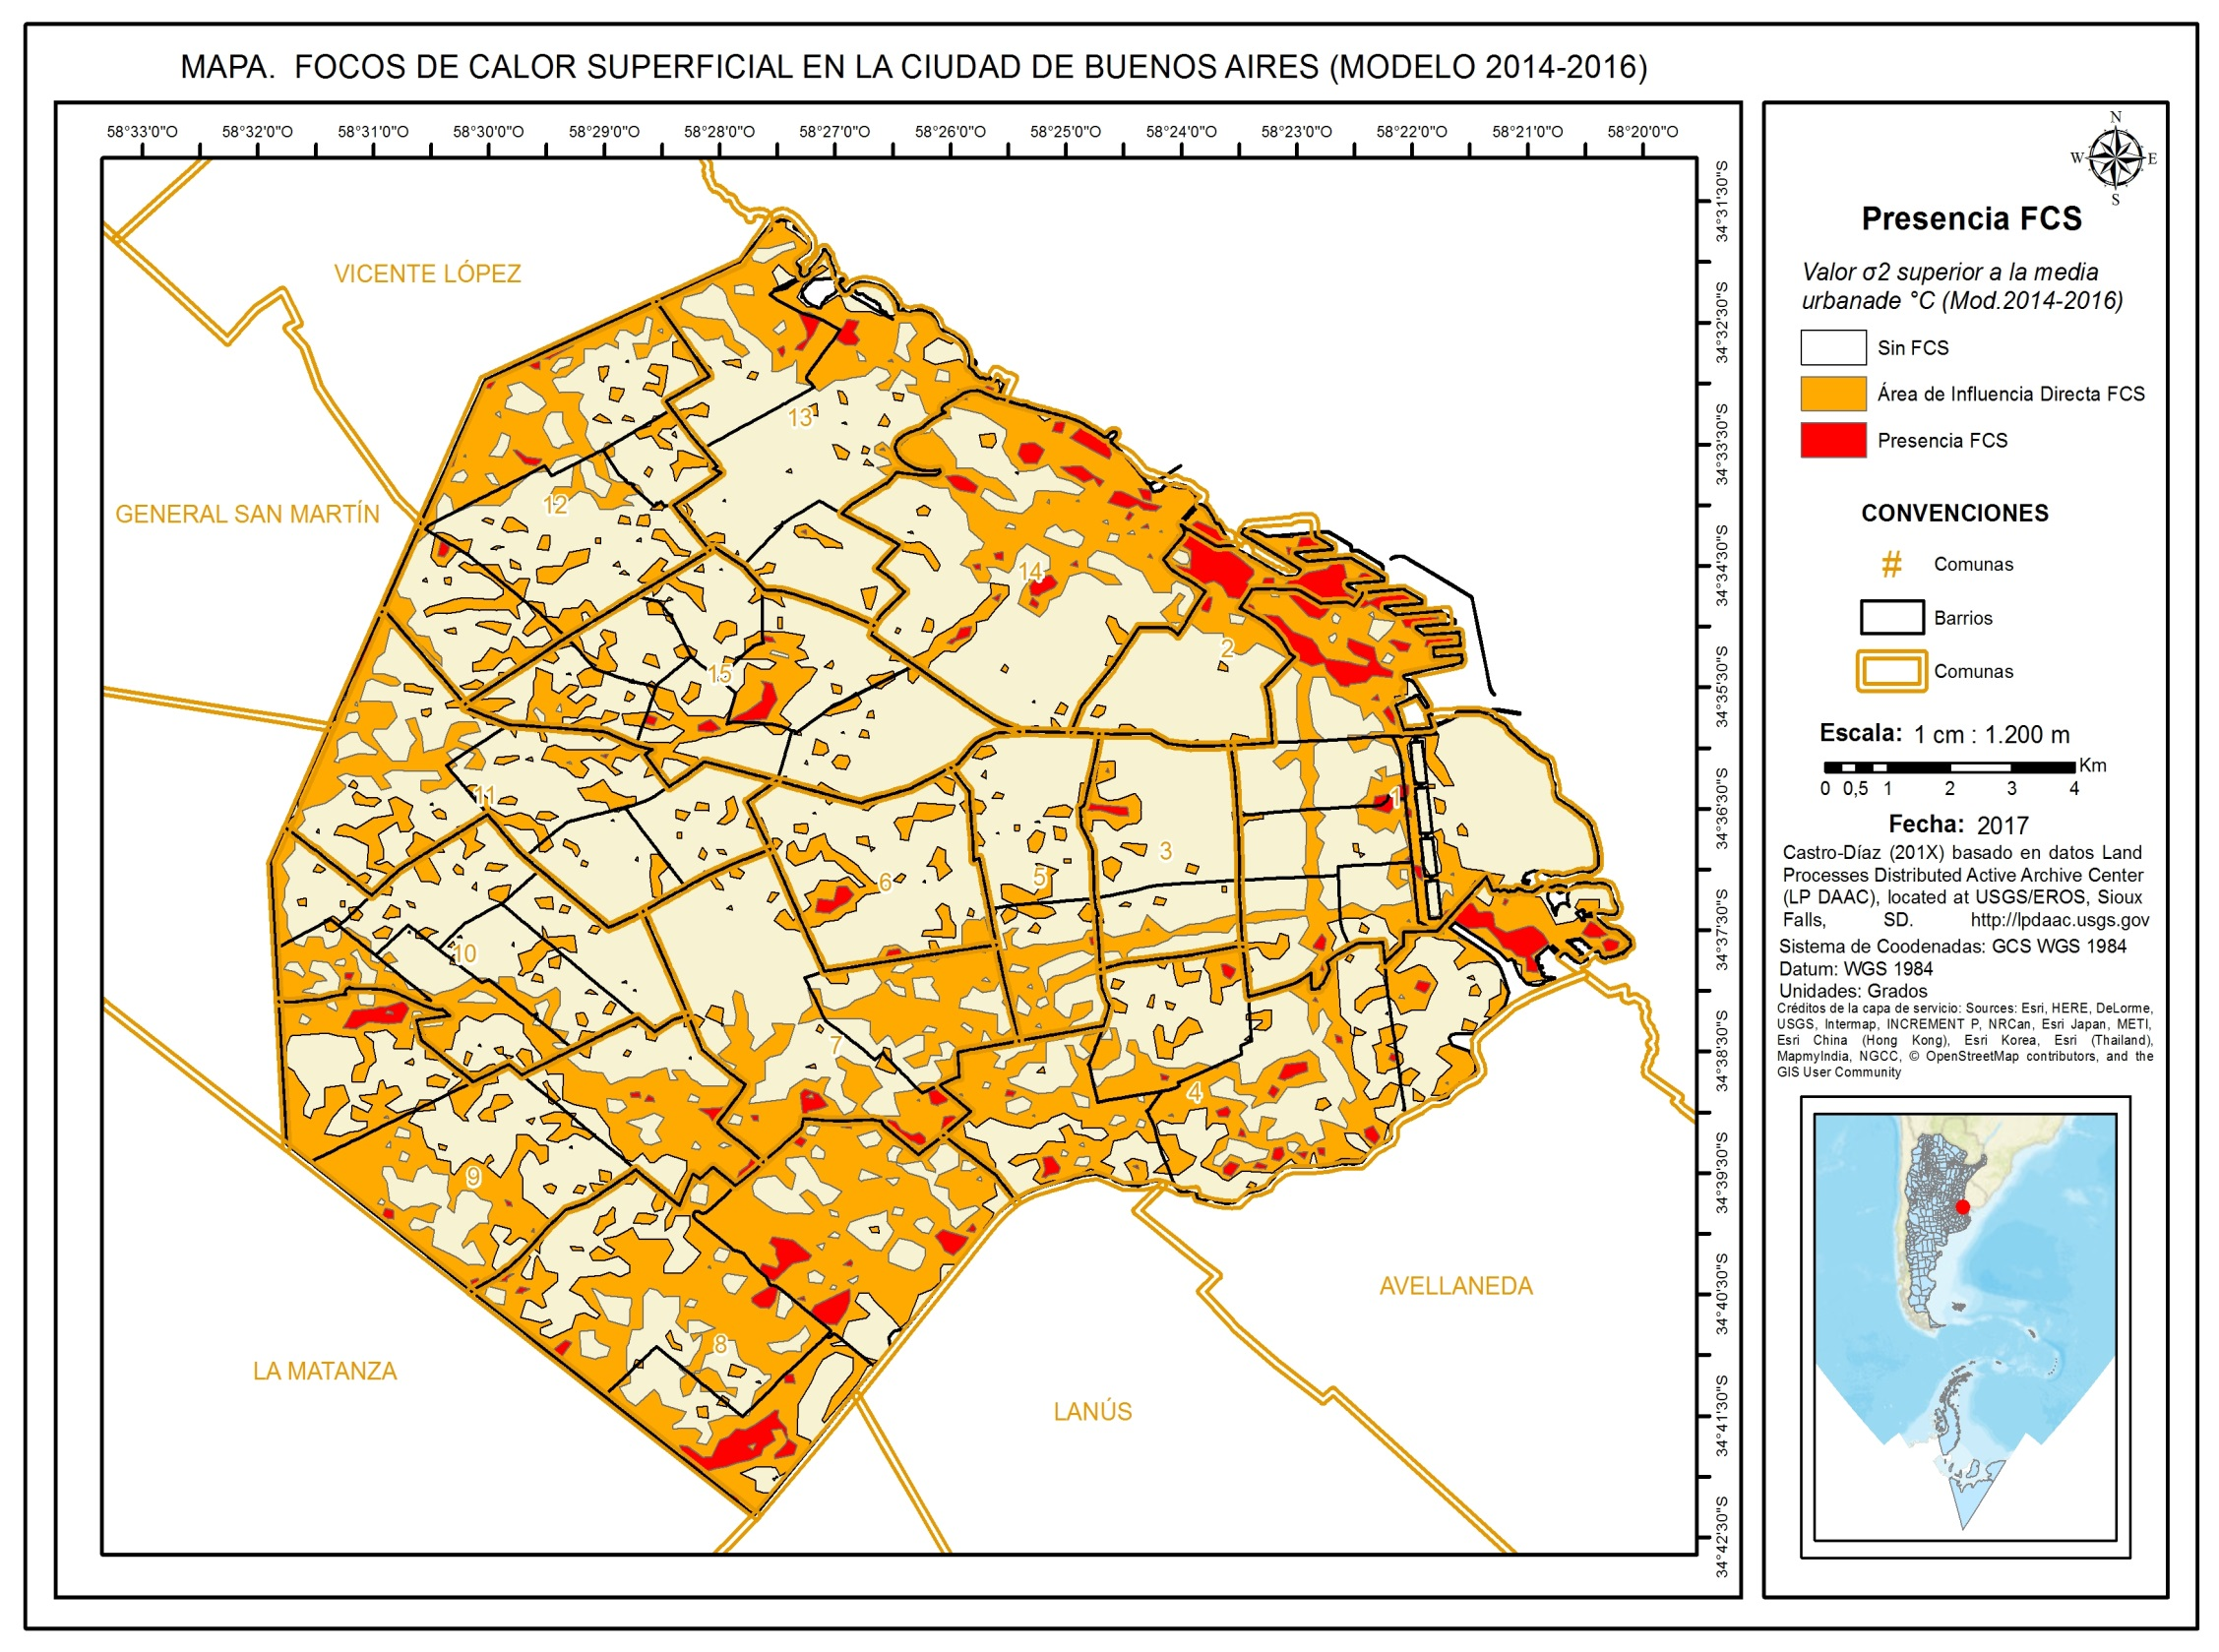 MAPA.  FOCOS DE CALOR SUPERFICIAL EN LA CIUDAD DE BUENOS AIRES (MODELO 2014-2016)
58°33'0"O 58°32'0"O 58°31'0"O 58°30'0"O 58°29'0"O 58°28'0"O 58°27'0"O 58°26'0"O 58°25'0"O 58°24'0"O 58°23'0"O 58°22'0"O 58°21'0"O 58°20'0"O
34°31'30"S
34°32'30"S
34°33'30"S
34°34'30"S
34°35'30"S
34°36'30"S
34°37'30"S
34°38'30"S
34°39'30"S
34°40'30"S
34°41'30"S
34°42'30"S
VICENTE LÓPEZ
13
GENERAL SAN MARTÍN
12
14
2
15
11
1
3
6
5
10
7
4
9
AVELLANEDA
8
LA MATANZA
LANÚS
N
W E
S
Presencia FCS
Valor σ2 superior a la media
urbanade °C (Mod.2014-2016)
Sin FCS
Área de Influencia Directa FCS
Presencia FCS
CONVENCIONES
# Comunas
Barrios
Comunas
Escala: 1 cm : 1.200 m
Km
0 0,5 1 2 3 4
Fecha: 2017
Castro-Díaz (201X) basado en datos Land
Processes Distributed Active Archive Center
(LP DAAC), located at USGS/EROS, Sioux
Falls, SD. http://lpdaac.usgs.gov
Sistema de Coodenadas: GCS WGS 1984
Datum: WGS 1984
Unidades: Grados
Créditos de la capa de servicio: Sources: Esri, HERE, DeLorme,
USGS, Intermap, INCREMENT P, NRCan, Esri Japan, METI,
Esri China (Hong Kong), Esri Korea, Esri (Thailand),
MapmyIndia, NGCC, © OpenStreetMap contributors, and the
GIS User Community